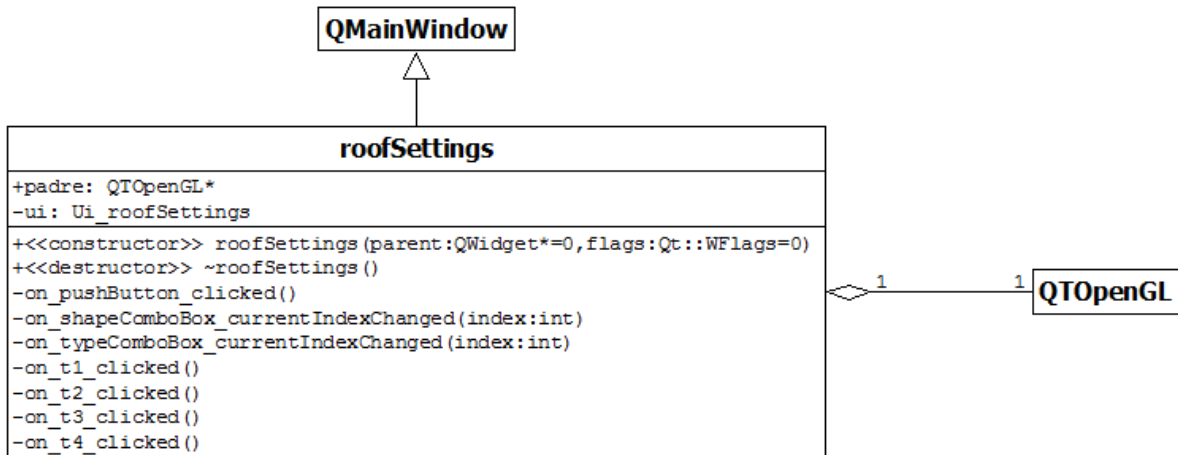 QMainWindow
roofSettings
+padre: QTOpenGL*
-ui: Ui_roofSettings
+<<constructor>> roofSettings(parent:QWidget*=0,flags:Qt::WFlags=0)
+<<destructor>> ~roofSettings()
-on_pushButton_clicked()
-on_shapeComboBox_currentIndexChanged(index:int)
-on_typeComboBox_currentIndexChanged(index:int)
-on_t1_clicked()
-on_t2_clicked()
-on_t3_clicked()
-on_t4_clicked()
1 1
QTOpenGL